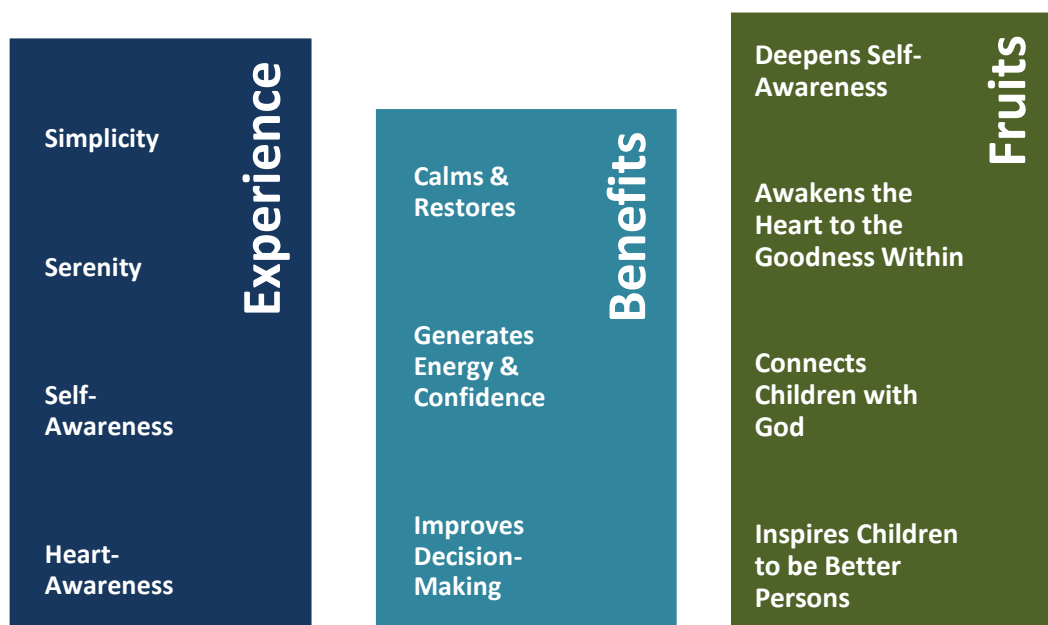 Experience
Simplicity
Serenity
Self-
Awareness
Heart-
Awareness
Benefits
Calms &
Restores
Generates
Energy &
Confidence
Improves
Decision-
Making
Fruits
Deepens Self-
Awareness
Awakens the
Heart to the
Goodness Within
Connects
Children with
God
Inspires Children
to be Better
Persons